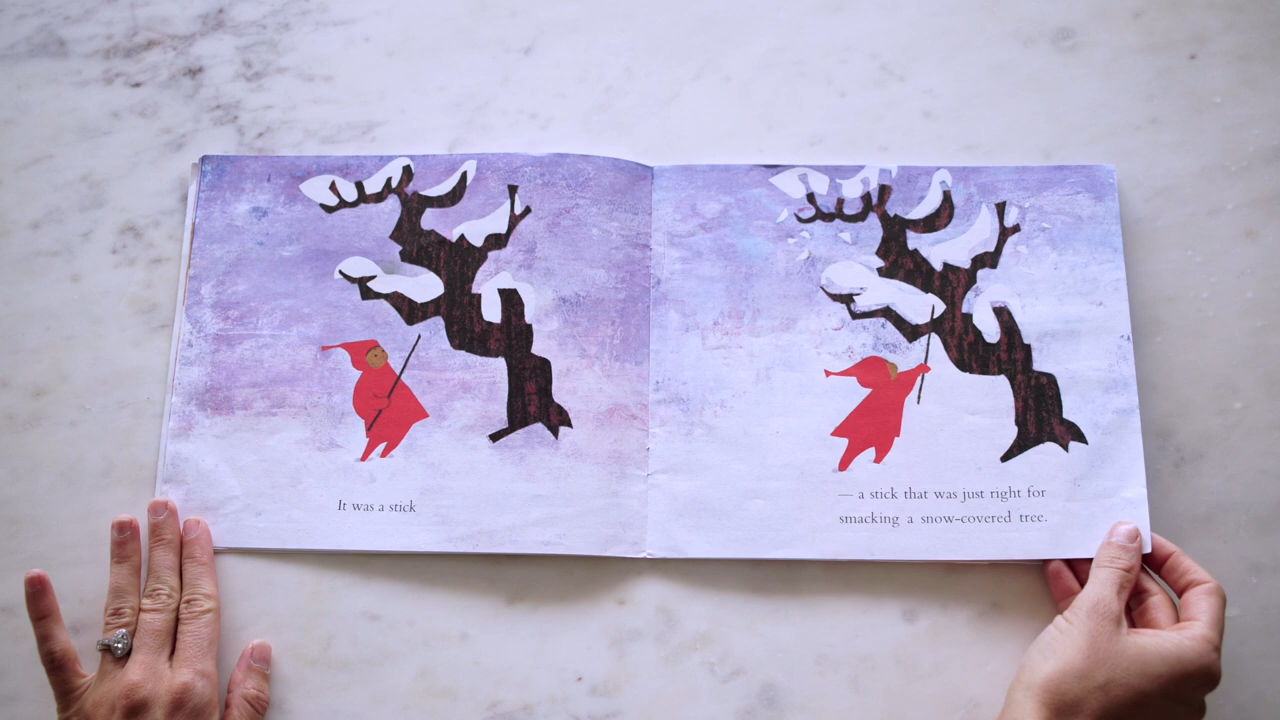 It was a stick
— a stick that was just right for
smacking a snow-covered tree.